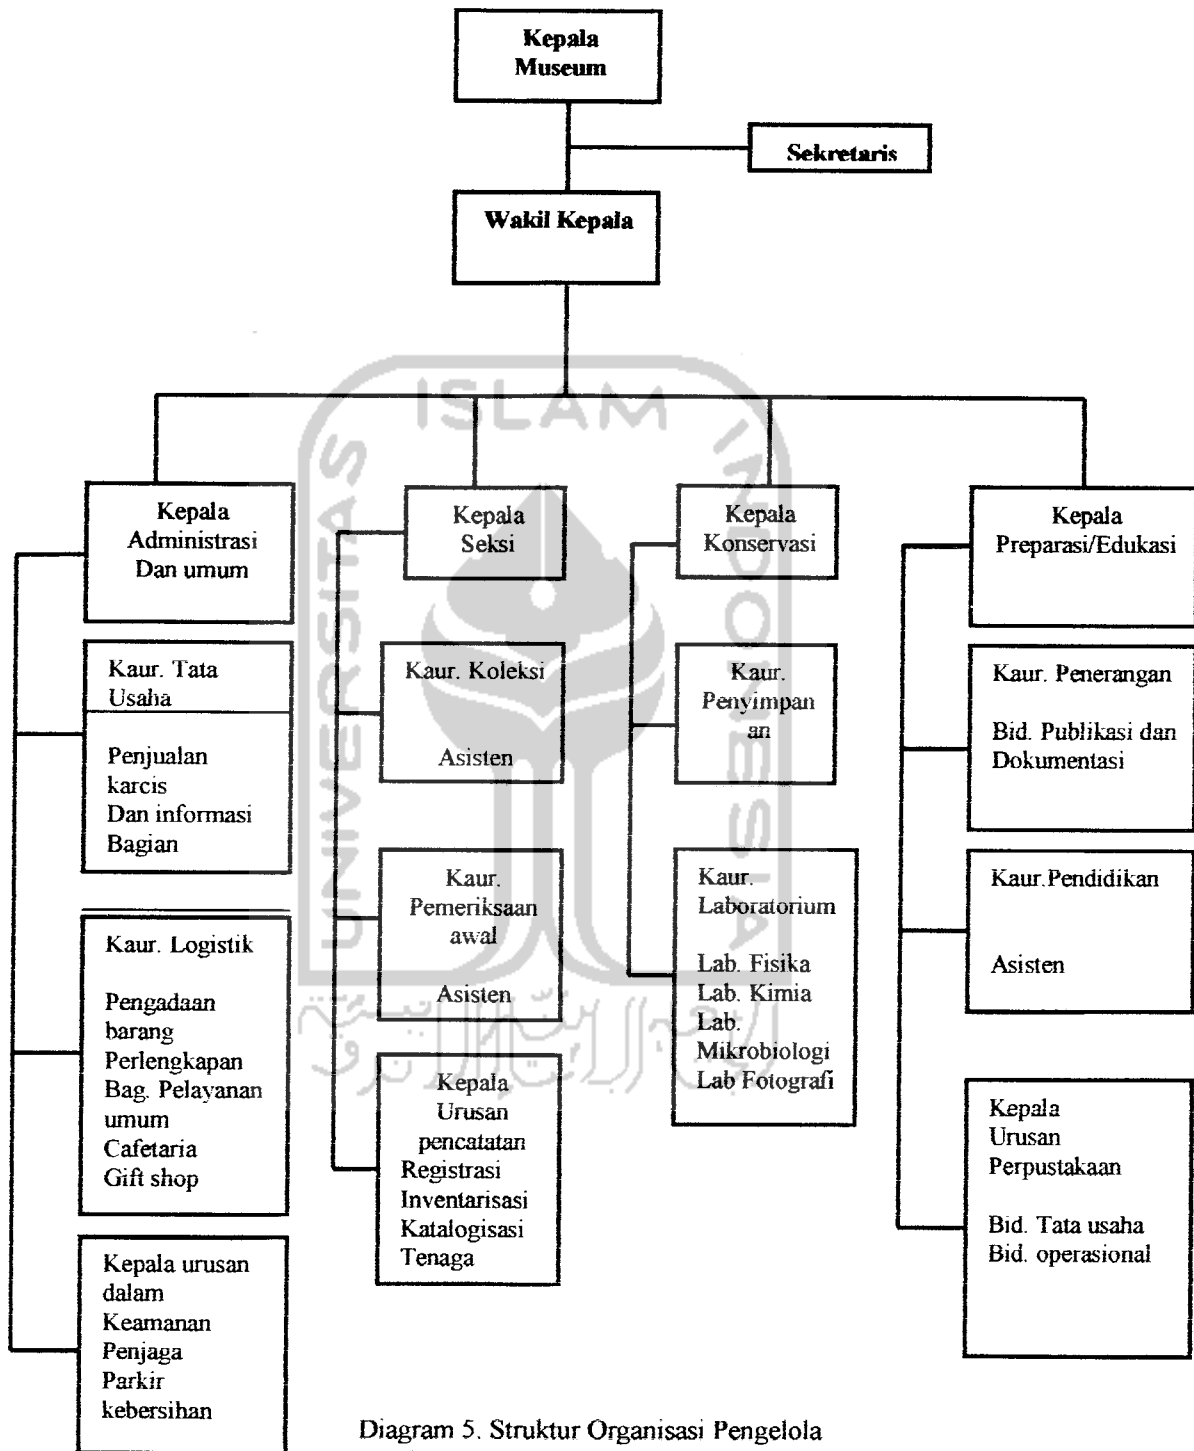 Kepala
Museum
Sekretaris
Wakil Kepala
Kepala
Administrasi
Dan umum
Kaur. Tata
Usaha
Penjualan
karcis
Dan informasi
Bagian
Kaur. Logistik
Pengadaan
barang
Perlengkapan
Bag. Pelayanan
umum
Cafetaria
Gift shop
Kepala urusan
dalam
Keamanan
Penjaga
Parkir
kebersihan
Kepala
Seksi
Kaur. Koleksi
Asisten
Kaur.
Pemeriksaan
awal
Asisten
Kepala
Urusan
pencatatan
Registrasi
Inventarisasi
Katalogisasi
Tenaga
Kepala
Konservasi
Kaur.
Penyimpan
an
Kaur.
Laboratorium
Lab. Fisika
Lab. Kimia
Lab.
Mikrobiologi
Lab Fotografi
Kepala
Preparasi/Edukasi
Kaur. Penerangan
Bid. Publikasi dan
Dokumentasi
Kaur.Pendidikan
Asisten
Kepala
Urusan
Perpustakaan
Bid. Tata usaha
Bid. operasional
UNIVERSITAS
ISLAM
INDONESIA
Diagram 5. Struktur Organisasi Pengelola